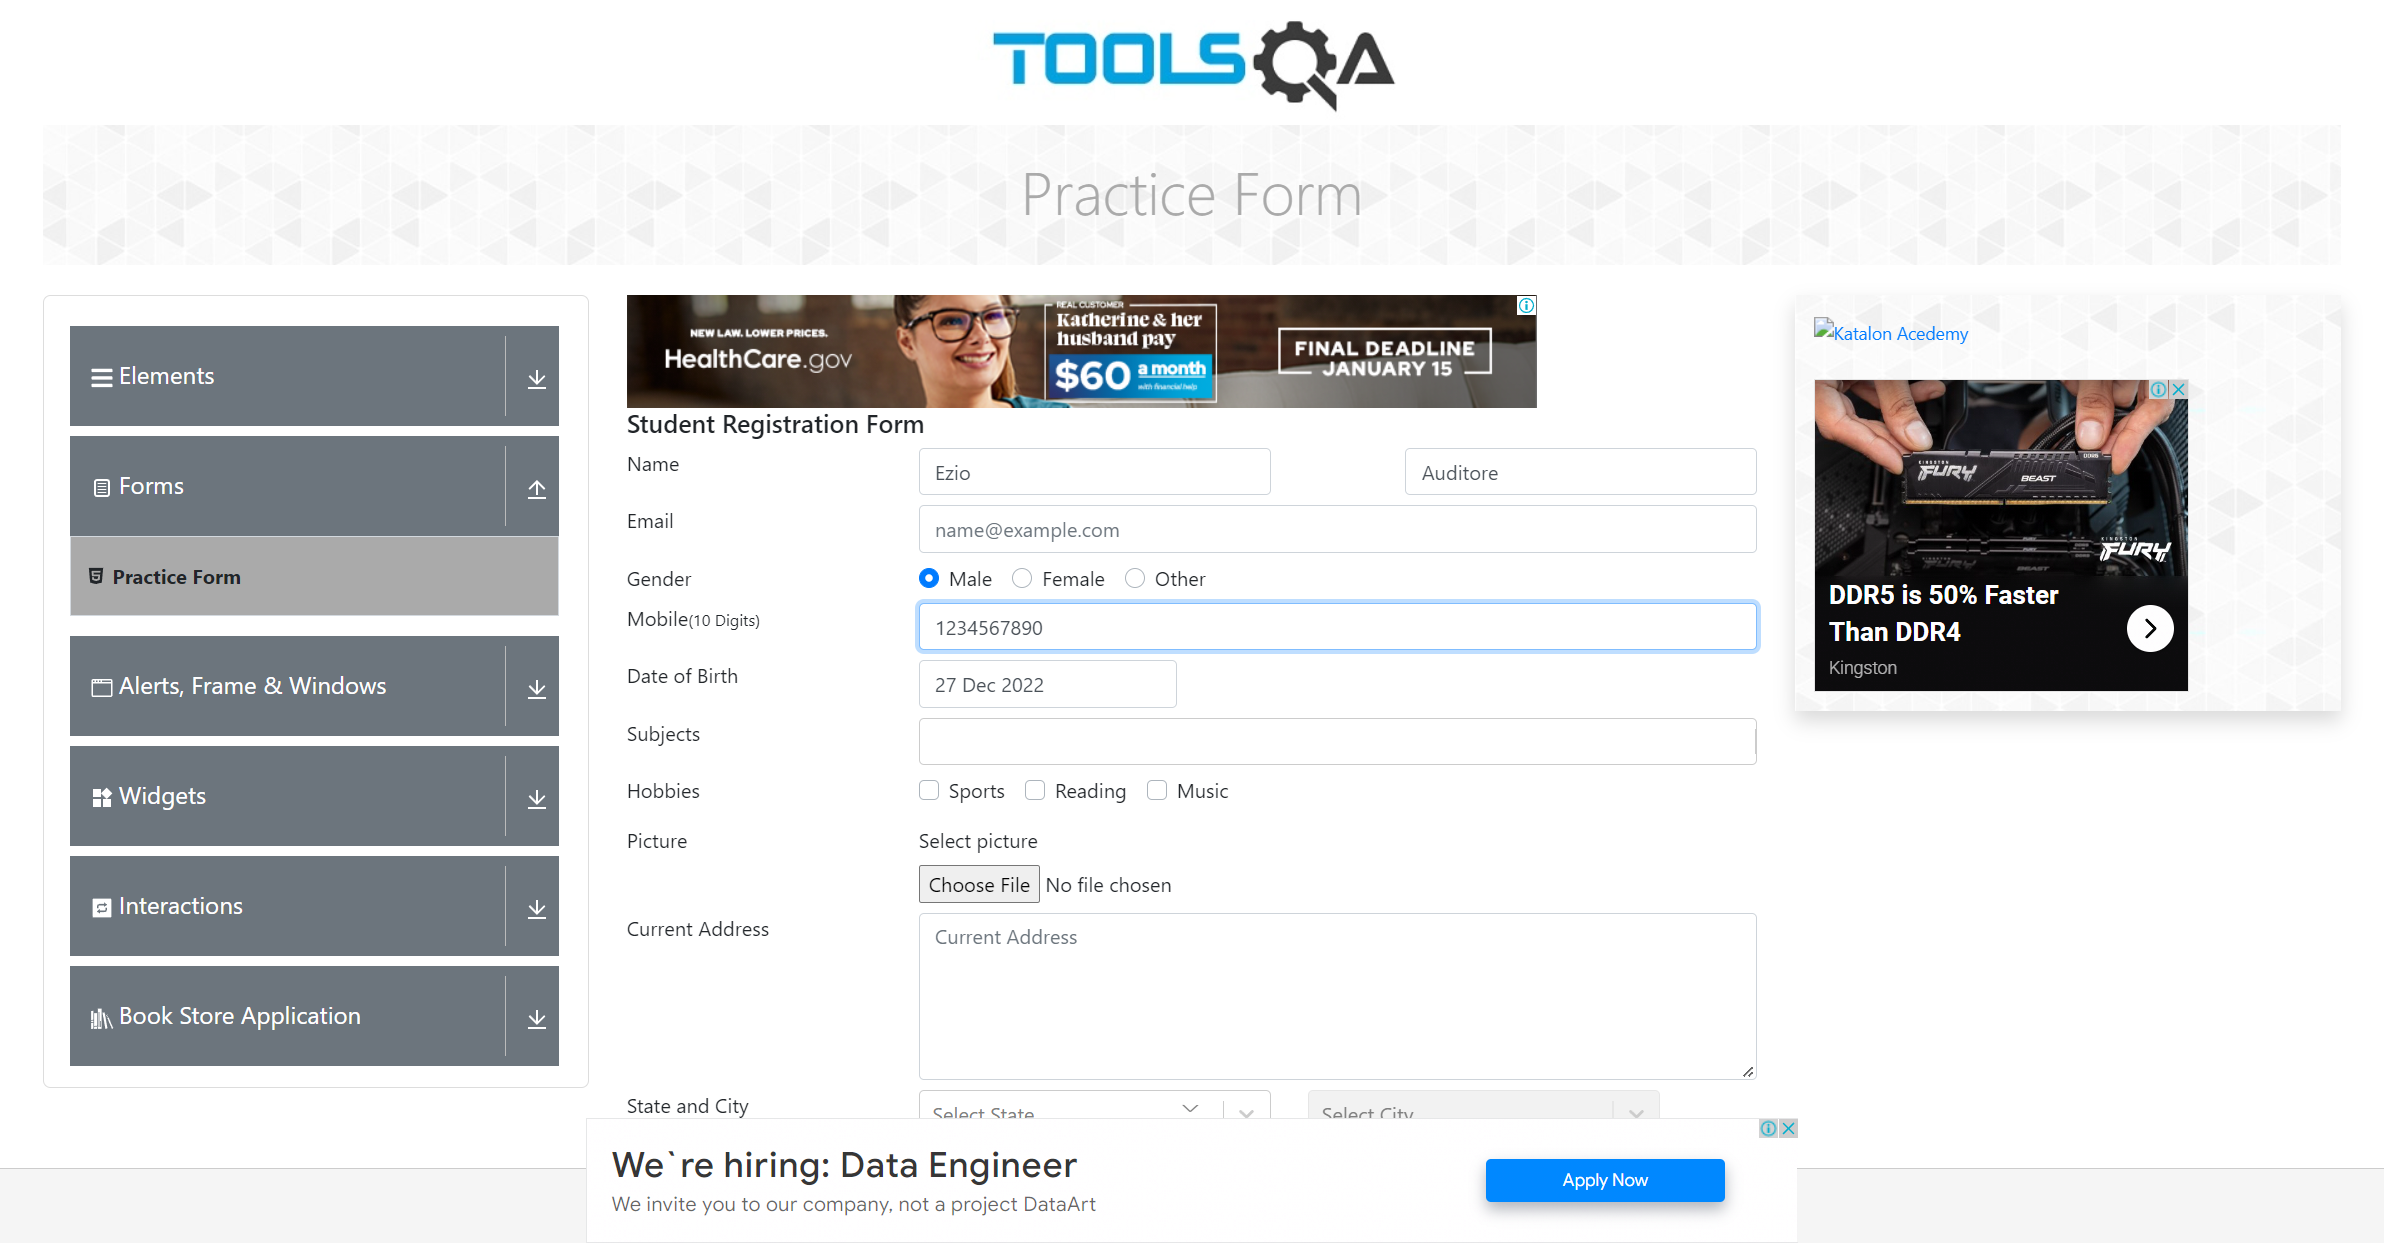 TOOLSQA
Practice Form
Elements
Forms
Practice Form
Alerts, Frame & Windows
Widgets
Interactions
Book Store Application
NEW LAW. LOWER PRICES.
HealthCare.gov
REAL CUSTOMER
Katherine & her
husband pay
$60 a month
with financial help
FINAL DEADLINE
JANUARY 15
Student Registration Form
Name Ezio Auditore
Email name@example.com
Gender Male Female Other
Mobile(10 Digits) 1234567890
Date of Birth 27 Dec 2022
Subjects
Hobbies Sports Reading Music
Picture Select picture
Choose File No file chosen
Current Address Current Address
State and City Select State Select City
Katalon Acedemy
KINGSTON
FURY BEAST DDR5
KINGSTON
FURY
BEAST
DDR5 is 50% Faster
Than DDR4
Kingston
We`re hiring: Data Engineer
We invite you to our company, not a project DataArt
Apply Now